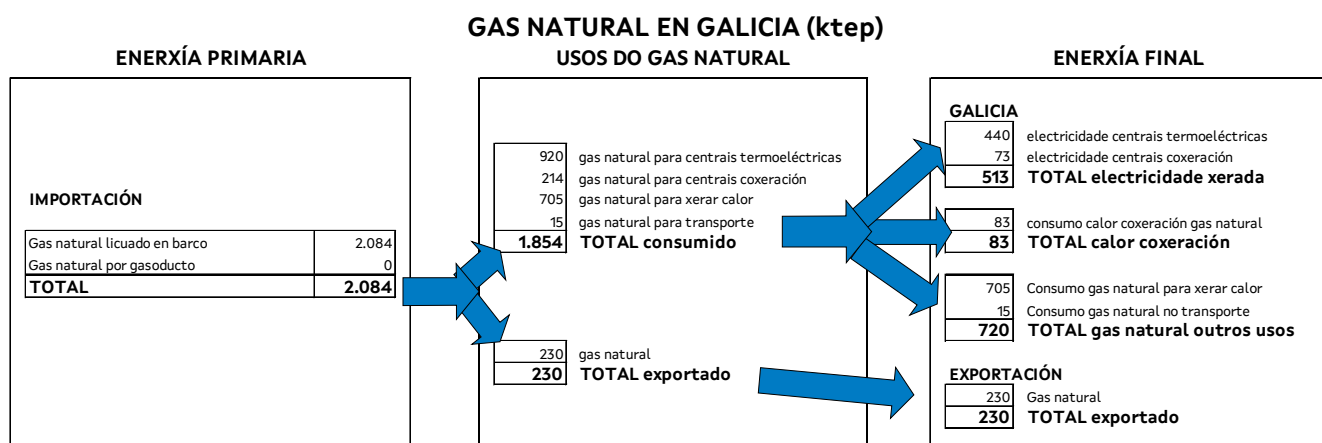 GAS NATURAL EN GALICIA (ktep)
ENERXÍA PRIMARIA
IMPORTACIÓN
Gas natural licuado en barco 2.084
Gas natural por gasoducto 0
TOTAL 2.084
USOS DO GAS NATURAL
920 gas natural para centrais termoeléctricas
214 gas natural para centrais coxeración
705 gas natural para xerar calor
15 gas natural para transporte
1.854 TOTAL consumido
230 gas natural
230 TOTAL exportado
ENERXÍA FINAL
GALICIA
440 electricidade centrais termoeléctricas
73 electricidade centrais coxeración
513 TOTAL electricidade xerada
83 consumo calor coxeración gas natural
83 TOTAL calor coxeración
705 Consumo gas natural para xerar calor
15 Consumo gas natural no transporte
720 TOTAL gas natural outros usos
EXPORTACIÓN
230 Gas natural
230 TOTAL exportado